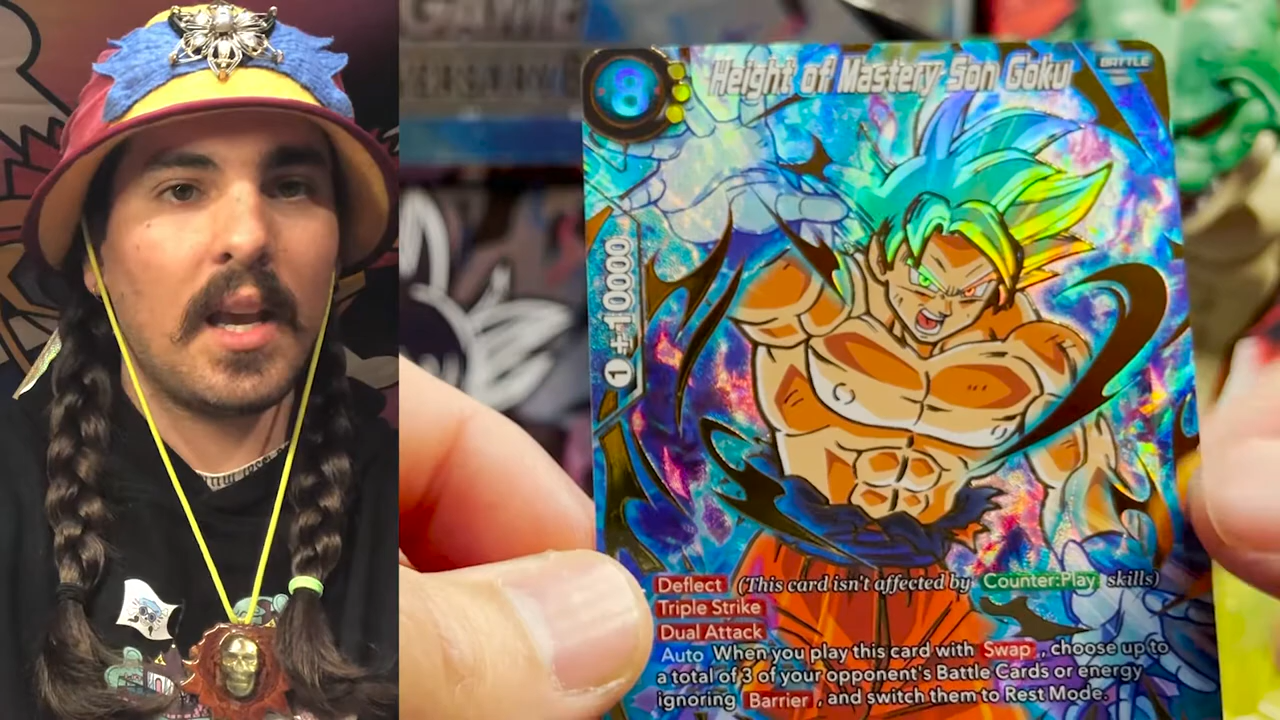 GAME
VERSARY
8
Height of Mastery Son Goku
BATTLE
1 +10000
Deflect (This card isn't affected by Counter:Play skills)
Triple Strike
Dual Attack
Auto When you play this card with Swap, choose up to
a total of 3 of your opponent's Battle Cards or energy
ignoring Barrier, and switch them to Rest Mode.